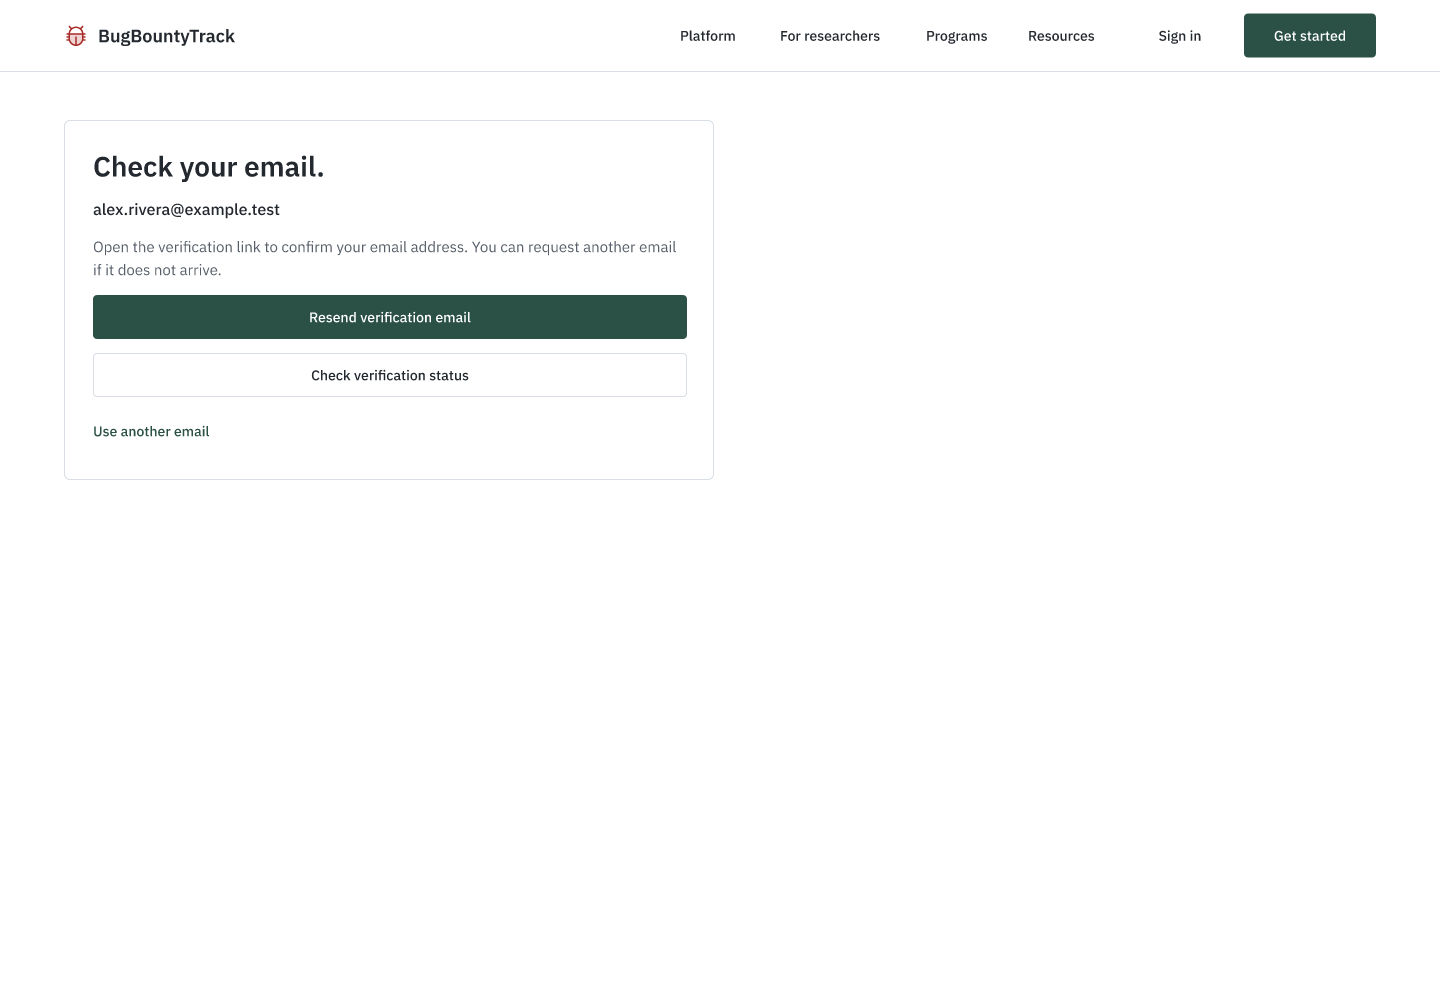 BugBountyTrack
Platform
For researchers
Programs
Resources
Sign in
Get started
Check your email.
alex.rivera@example.test
Open the verification link to confirm your email address. You can request another email
if it does not arrive.
Resend verification email
Check verification status
Use another email